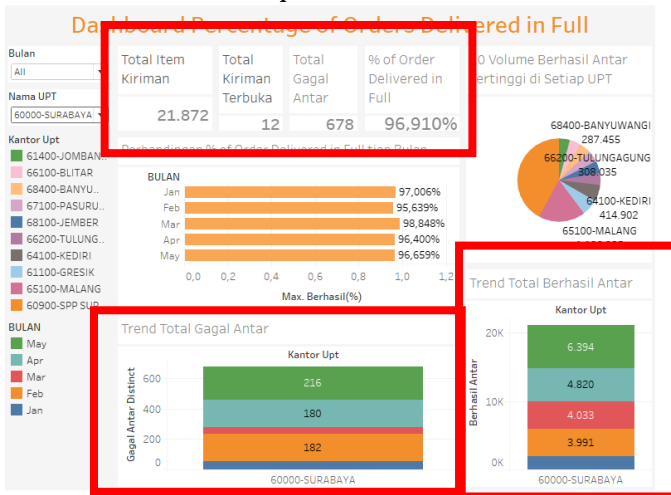 Dashboard Percentage of Orders Delivered in Full
Bulan
All
Nama UPT
60000-SURABAYA
Kantor Upt
61400-JOMBAN..
66100-BLITAR
68400-BANYU..
67100-PASURU..
68100-JEMBER
66200-TULUNG..
64100-KEDIRI
61100-GRESIK
65100-MALANG
60900-SPP SUR
BULAN
May
Apr
Mar
Feb
Jan
Total Item
Kiriman
21.872
Total
Kiriman
Terbuka
12
Total
Gagal
Antar
678
% of Order
Delivered in
Full
96,910%
Perbandingan % of Order Delivered in Full tiap Bulan
BULAN
Jan
97,006%
Feb
95,639%
Mar
98,848%
Apr
96,400%
May
96,659%
0,0 0,2 0,4 0,6 0,8 1,0 1,2
Max. Berhasil(%)
0 Volume Berhasil Antar
ertinggi di Setiap UPT
68400-BANYUWANGI
287.455
66200-TULUNGAGUNG
308.035
64100-KEDIRI
414.902
65100-MALANG
Trend Total Gagal Antar
Kantor Upt
Gagal Antar Distinct
600
400
200
0
216
180
182
60000-SURABAYA
Trend Total Berhasil Antar
Kantor Upt
Berhasil Antar
20K
10K
0K
6.394
4.820
4.033
3.991
60000-SURABAYA